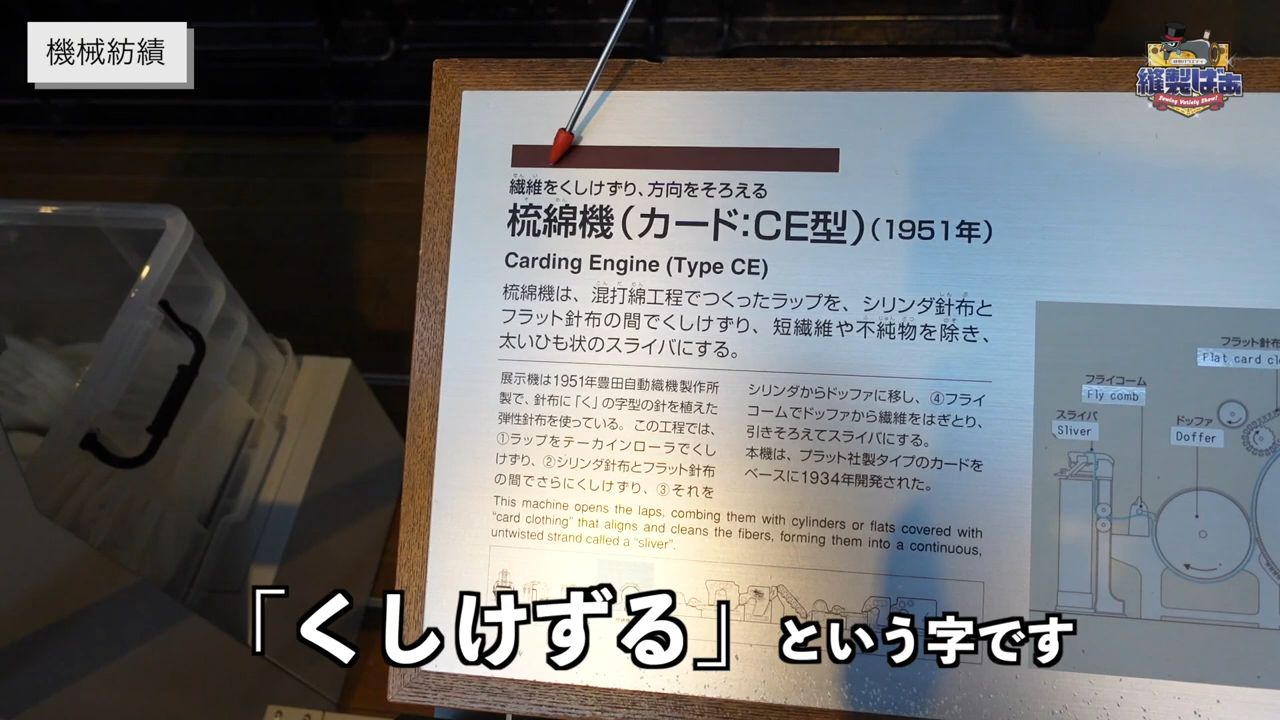 機械紡績
縫製ばあ
Sewing Variety Show!
繊維をくしけずり、方向をそろえる
梳綿機(カード:CE型)(1951年)
Carding Engine (Type CE)
梳綿機は、混打綿工程でつくったラップを、シリンダ針布と
フラット針布の間でくしけずり、短繊維や不純物を除き、
太いひも状のスライバにする。
展示機は1951年豊田自動織機製作所
製で、針布に「く」の字型の針を植えた
弾性針布を使っている。この工程では、
①ラップをテーカインローラでくし
けずり、②シリンダ針布とフラット針布
の間でさらにくしけずり、③それを
シリンダからドッファに移し、④フライ
コームでドッファから繊維をはぎとり、
引きそろえてスライバにする。
本機は、プラット社製タイプのカードを
ベースに1934年開発された。
This machine opens the laps, combing them with cylinders or flats covered with
"card clothing" that aligns and cleans the fibers, forming them into a continuous,
untwisted strand called a "sliver".
フラット針布
Flat card clo
フライコーム
Fly comb
スライバ
Sliver
ドッファ
Doffer
「くしけずる」という字です